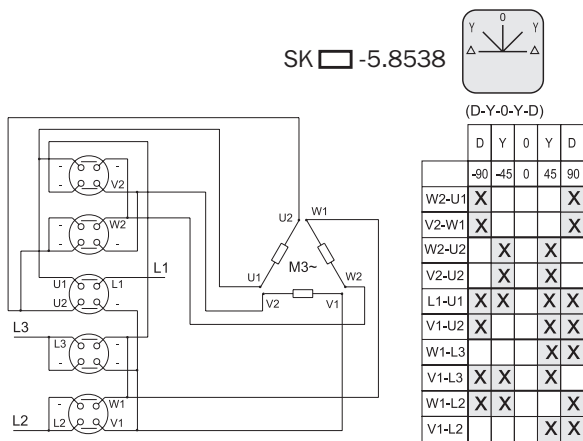 SK -5.8538
0
Y Y
△ △
(D-Y-0-Y-D)
D Y 0 Y D
-90 -45 0 45 90
W2-U1 X X
V2-W1 X X
W2-U2 X X
V2-U2 X X
L1-U1 X X X X
V1-U2 X X X
W1-L3 X X
V1-L3 X X X
W1-L2 X X X
V1-L2 X X
- -
- V2
- W2
- -
U1 L1
U2 -
L1
L3
L3 -
- -
- W1
L2 V1
L2
U2 W1
U1 M3~ W2
V2 V1